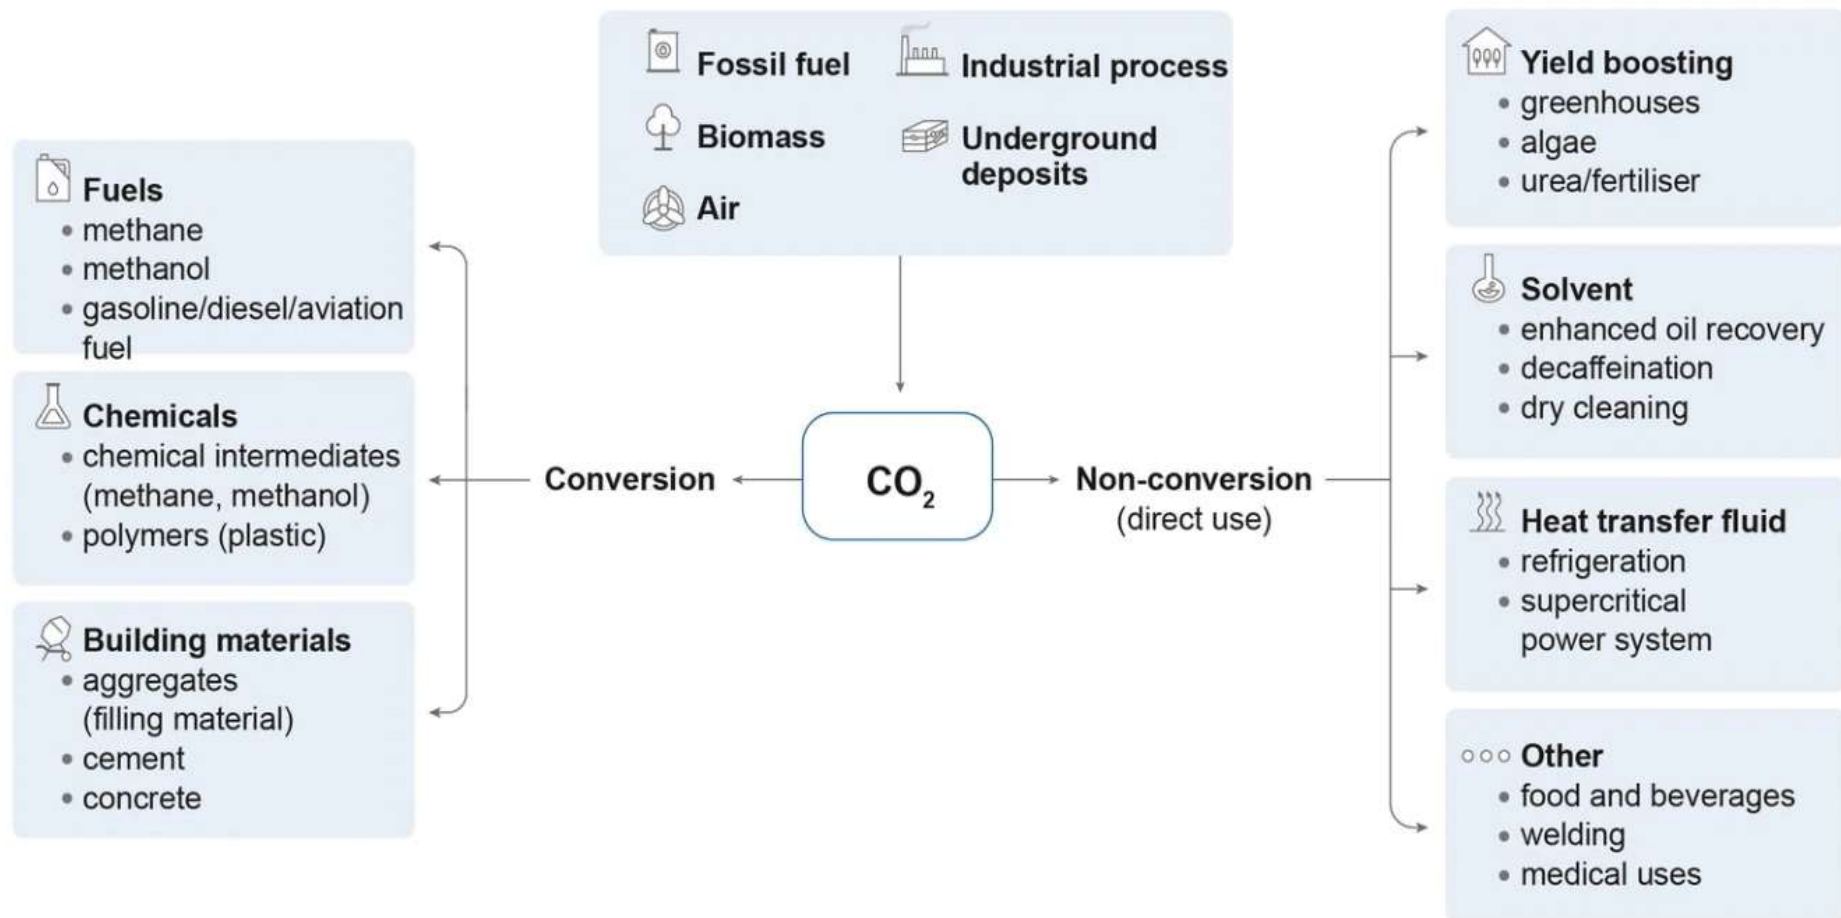 Fossil fuel
Industrial process
Biomass
Underground
deposits
Air
Fuels
• methane
• methanol
• gasoline/diesel/aviation
fuel
Chemicals
• chemical intermediates
(methane, methanol)
• polymers (plastic)
Building materials
• aggregates
(filling material)
• cement
• concrete
Conversion
CO₂
Non-conversion
(direct use)
Yield boosting
• greenhouses
• algae
• urea/fertiliser
Solvent
• enhanced oil recovery
• decaffeination
• dry cleaning
Heat transfer fluid
• refrigeration
• supercritical
power system
Other
• food and beverages
• welding
• medical uses